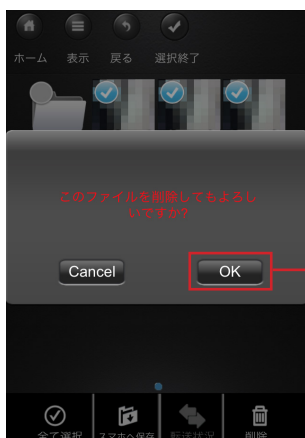 ホーム 表示 戻る 選択終了
このファイルを削除してもよろし
いですか?
Cancel OK
全て選択 スマホへ保存 転送状況 削除